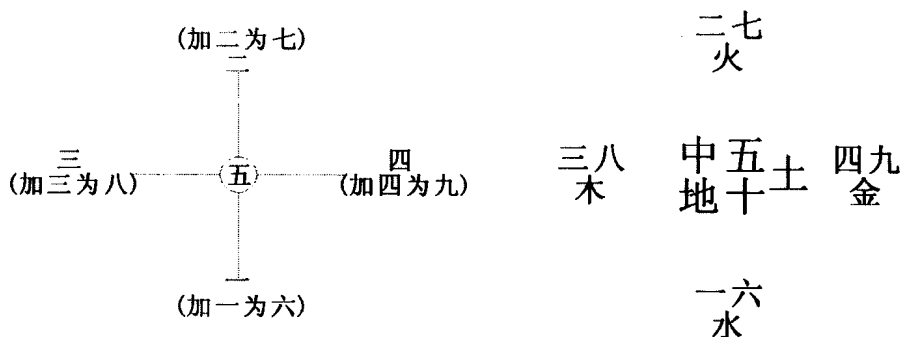 (加二为七)
二
三
(加三为八)
五
四
(加四为九)
一
(加一为六)
二七
火
三八
木
中五土
地十
四九
金
一六
水